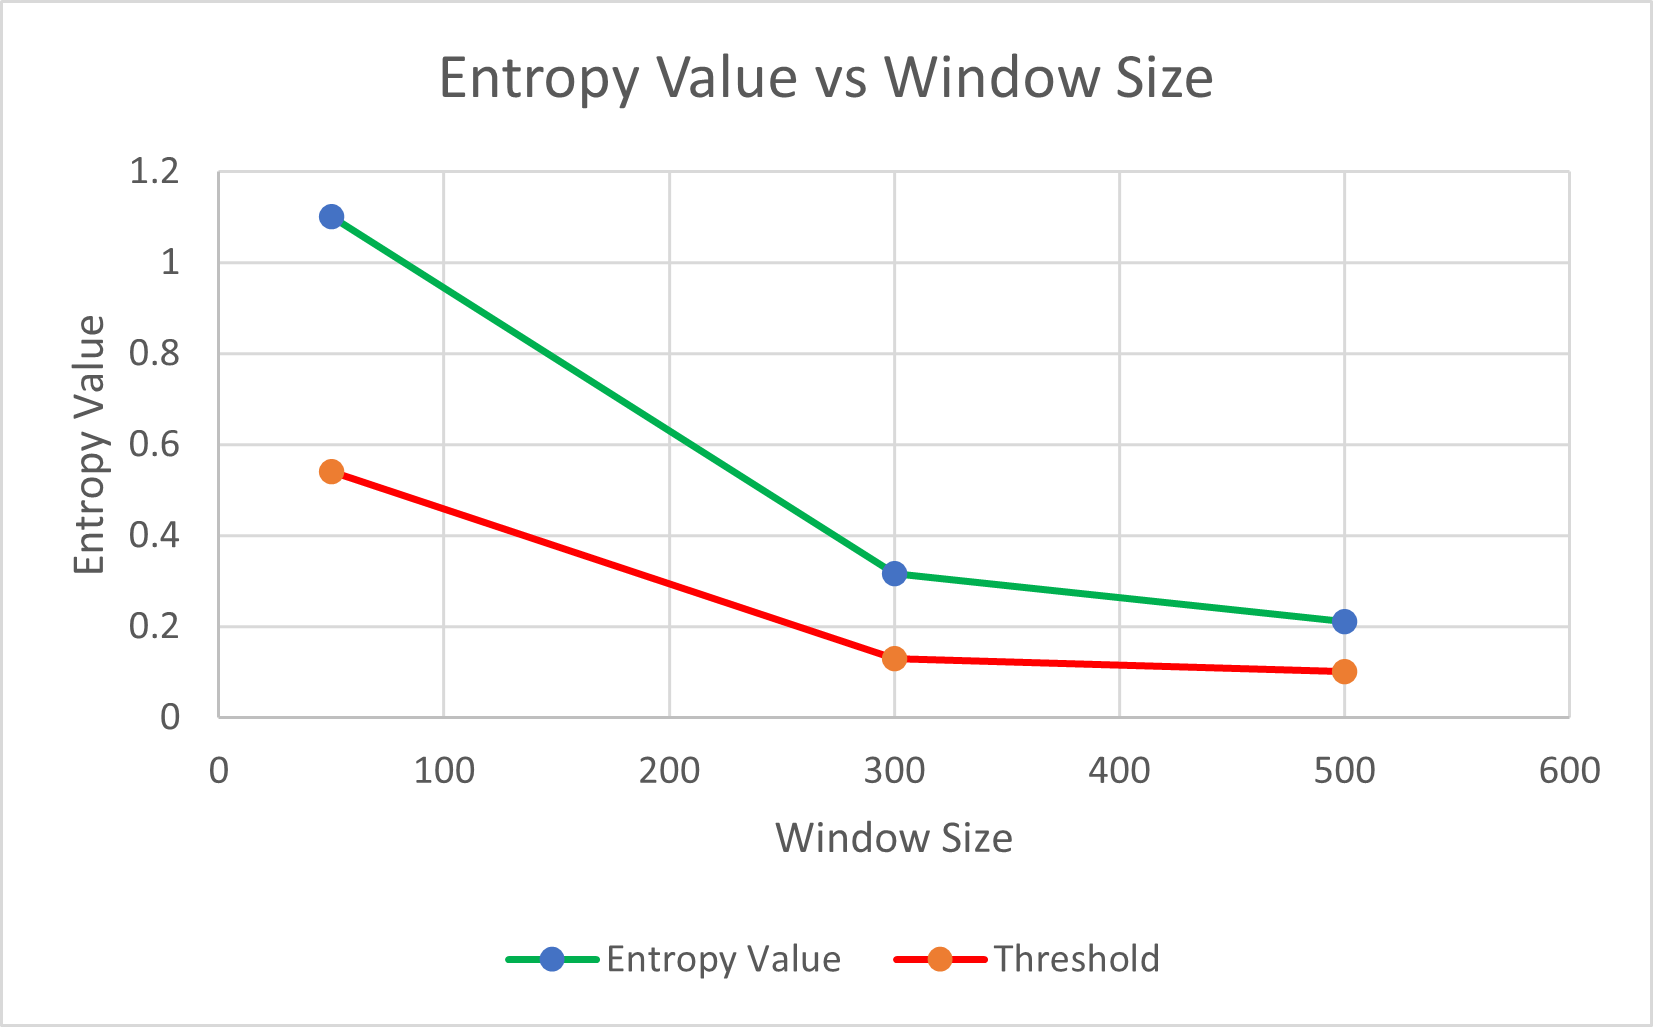 Entropy Value vs Window Size
Entropy Value
1.2
1
0.8
0.6
0.4
0.2
0
0 100 200 300 400 500 600
Window Size
Entropy Value Threshold